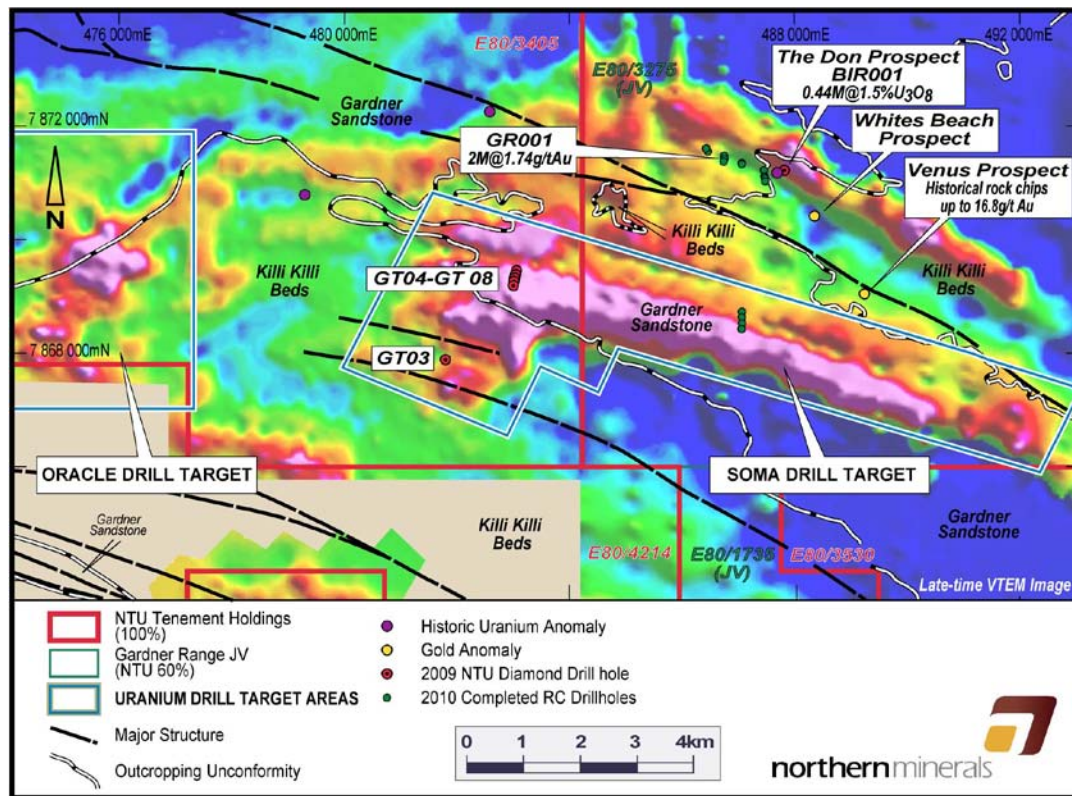 476 000mE
480 000mE
488 000mE
492 000mE
E80/3405
E80/3275
(JV)
The Don Prospect
BIR001
0.44M@1.5%U3O8
Gardner
Sandstone
Whites Beach
Prospect
7 872 000mN
GR001
2M@1.74g/tAu
Venus Prospect
Historical rock chips
up to 16.8g/t Au
N
Killi Killi
Beds
Killi Killi
Beds
Killi Killi
Beds
GT04-GT 08
Gardner
Sandstone
7 868 000mN
GT03
ORACLE DRILL TARGET
SOMA DRILL TARGET
Gardner
Sandstone
Killi Killi
Beds
Gardner
Sandstone
E80/4214
E80/1735
(JV)
E80/3530
Late-time VTEM Image
NTU Tenement Holdings
(100%)
Gardner Range JV
(NTU 60%)
URANIUM DRILL TARGET AREAS
Major Structure
Outcropping Unconformity
Historic Uranium Anomaly
Gold Anomaly
2009 NTU Diamond Drill hole
2010 Completed RC Drillholes
0 1 2 3 4km
northernminerals